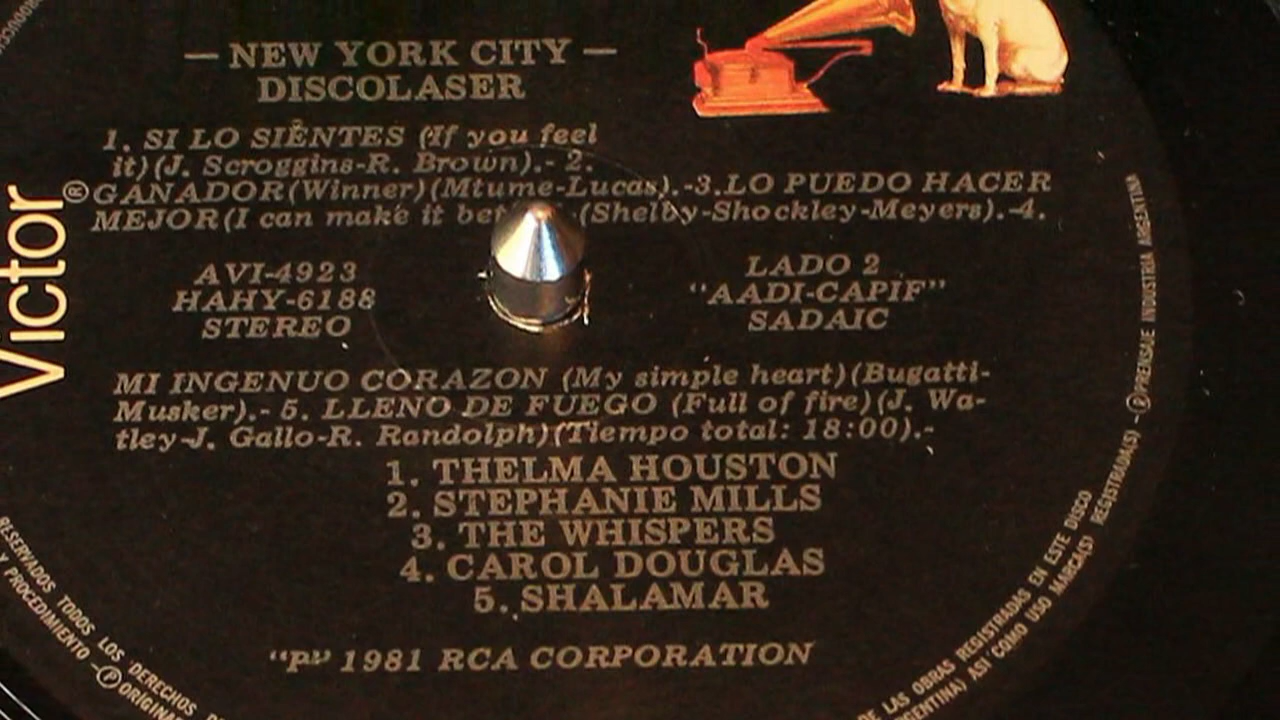 — NEW YORK CITY —
DISCOLASER
1. SI LO SIENTES (If you feel
it)(J. Scroggins-R. Brown).- 2.
GANADOR(Winner)(Mtume-Lucas).-3.LO PUEDO HACER
MEJOR(I can make it (Shelby-Shockley-Meyers).-4.
AVI-4923
HAHY-6188
STEREO
LADO 2
"AADI-CAPIF"
SADAIC
MI INGENUO CORAZON (My simple heart)(Bugatti-
Musker).- 5. LLENO DE FUEGO (Full of fire)(J. Wa-
tley-J. Gallo-R. Randolph)(Tiempo total: 18:00).-
1. THELMA HOUSTON
2. STEPHANIE MILLS
3. THE WHISPERS
4. CAROL DOUGLAS
5. SHALAMAR
"P" 1981 RCA CORPORATION
Victor®
RESERVADOS TODOS LOS DERECHOS
Y PROCEDIMIENTO -Ⓟ
DE LAS OBRAS REGISTRADAS EN ESTE DISCO
ASI COMO USO MARCA(S) REGISTRADA(S) -Ⓟ INDUSTRIA ARGENTINA